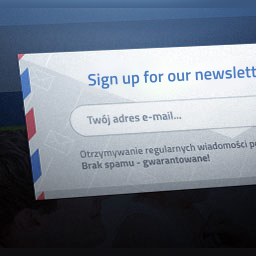 Sign up for our newslett
Twój adres e-mail...
Otrzymywanie regularnych wiadomości
Brak spamu - gwarantowane!